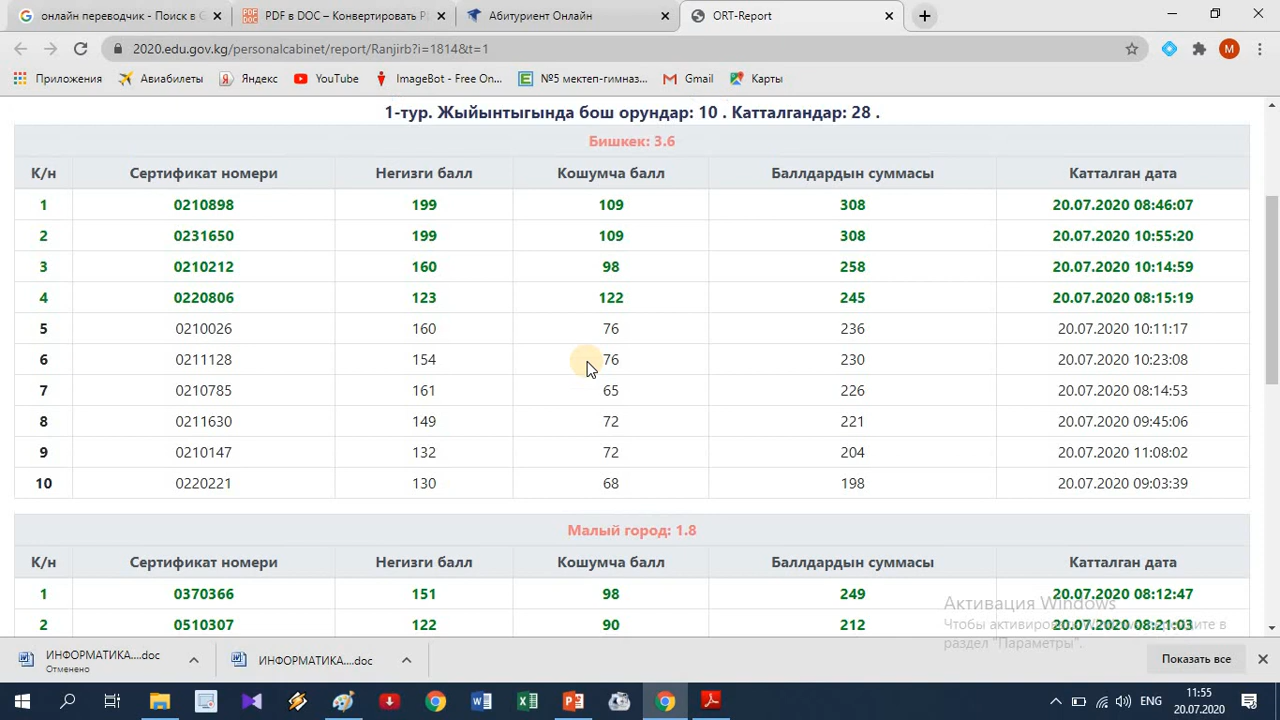 онлайн переводчик - Поиск в G
PDF в DOC – Конвертировать P
Абитуриент Онлайн
ORT-Report
2020.edu.gov.kg/personalcabinet/report/Ranjirb?i=1814&t=1
M
Приложения
Авиабилеты
Яндекс
YouTube
ImageBot - Free On...
№5 мектеп-гимназ...
Gmail
Карты
1-тур. Жыйынтыгында бош орундар: 10 . Катталгандар: 28 .
Бишкек: 3.6
К/н Сертификат номери Негизги балл Кошумча балл Баллдардын суммасы Катталган дата
1 0210898 199 109 308 20.07.2020 08:46:07
2 0231650 199 109 308 20.07.2020 10:55:20
3 0210212 160 98 258 20.07.2020 10:14:59
4 0220806 123 122 245 20.07.2020 08:15:19
5 0210026 160 76 236 20.07.2020 10:11:17
6 0211128 154 76 230 20.07.2020 10:23:08
7 0210785 161 65 226 20.07.2020 08:14:53
8 0211630 149 72 221 20.07.2020 09:45:06
9 0210147 132 72 204 20.07.2020 11:08:02
10 0220221 130 68 198 20.07.2020 09:03:39
Малый город: 1.8
К/н Сертификат номери Негизги балл Кошумча балл Баллдардын суммасы Катталган дата
1 0370366 151 98 249 20.07.2020 08:12:47
2 0510307 122 90 212 20.07.2020
Активация Windows
Чтобы в
раздел "Параметры".
ИНФОРМАТИКА....doc
Отменено
ИНФОРМАТИКА....doc
Показать все
ENG
11:55
20.07.2020